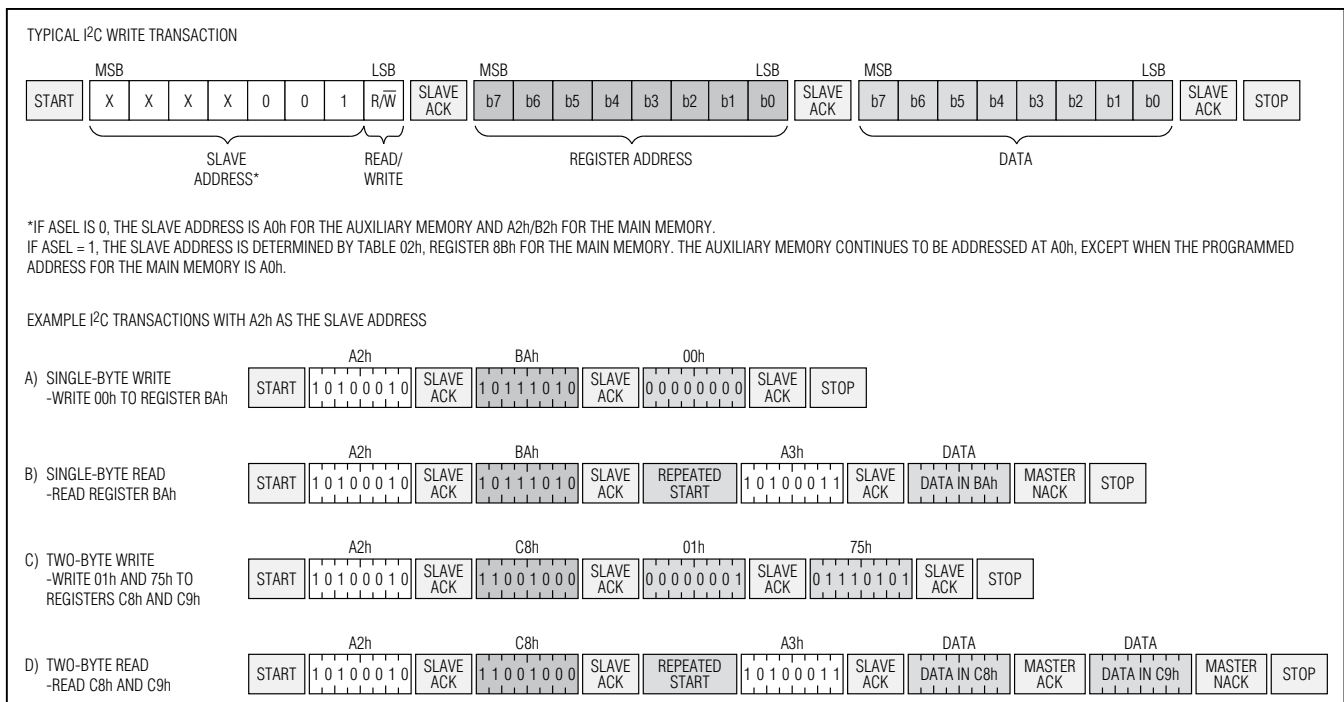 TYPICAL I2C WRITE TRANSACTION
MSB LSB MSB LSB MSB LSB
START X X X X 0 0 1 R/W̅ SLAVE ACK b7 b6 b5 b4 b3 b2 b1 b0 SLAVE ACK b7 b6 b5 b4 b3 b2 b1 b0 SLAVE ACK STOP
SLAVE ADDRESS* READ/WRITE REGISTER ADDRESS DATA
*IF ASEL IS 0, THE SLAVE ADDRESS IS A0h FOR THE AUXILIARY MEMORY AND A2h/B2h FOR THE MAIN MEMORY.
IF ASEL = 1, THE SLAVE ADDRESS IS DETERMINED BY TABLE 02h, REGISTER 8Bh FOR THE MAIN MEMORY. THE AUXILIARY MEMORY CONTINUES TO BE ADDRESSED AT A0h, EXCEPT WHEN THE PROGRAMMED
ADDRESS FOR THE MAIN MEMORY IS A0h.
EXAMPLE I2C TRANSACTIONS WITH A2h AS THE SLAVE ADDRESS
A2h BAh 00h
A) SINGLE-BYTE WRITE
-WRITE 00h TO REGISTER BAh
START 1 0 1 0 0 0 1 0 SLAVE ACK 1 0 1 1 1 0 1 0 SLAVE ACK 0 0 0 0 0 0 0 0 SLAVE ACK STOP
A2h BAh A3h DATA
B) SINGLE-BYTE READ
-READ REGISTER BAh
START 1 0 1 0 0 0 1 0 SLAVE ACK 1 0 1 1 1 0 1 0 SLAVE ACK REPEATED START 1 0 1 0 0 0 1 1 SLAVE ACK DATA IN BAh MASTER NACK STOP
A2h C8h 01h 75h
C) TWO-BYTE WRITE
-WRITE 01h AND 75h TO
REGISTERS C8h AND C9h
START 1 0 1 0 0 0 1 0 SLAVE ACK 1 1 0 0 1 0 0 0 SLAVE ACK 0 0 0 0 0 0 0 1 SLAVE ACK 0 1 1 1 0 1 0 1 SLAVE ACK STOP
A2h C8h A3h DATA DATA
D) TWO-BYTE READ
-READ C8h AND C9h
START 1 0 1 0 0 0 1 0 SLAVE ACK 1 1 0 0 1 0 0 0 SLAVE ACK REPEATED START 1 0 1 0 0 0 1 1 SLAVE ACK DATA IN C8h MASTER ACK DATA IN C9h MASTER NACK STOP